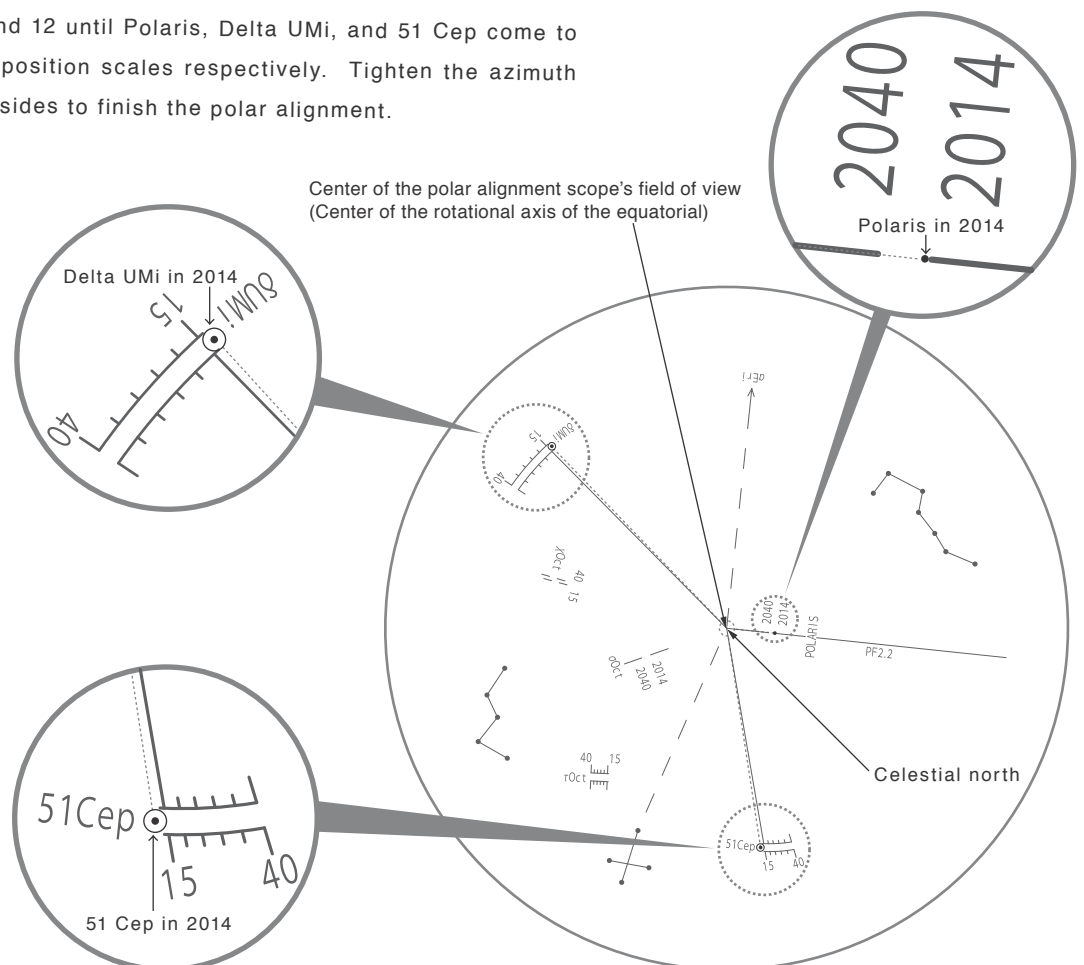 nd 12 until Polaris, Delta UMi, and 51 Cep come to
position scales respectively. Tighten the azimuth
sides to finish the polar alignment.
2040
2014
Polaris in 2014
Center of the polar alignment scope's field of view
(Center of the rotational axis of the equatorial)
Delta UMi in 2014
15
δUMi
40
αEri
15
δUMi
40
χOct
40
15
2040
2014
POLARIS
PF2.2
σOct
2014
2040
40 15
τOct
Celestial north
51Cep
15
40
51Cep
15
40
51 Cep in 2014